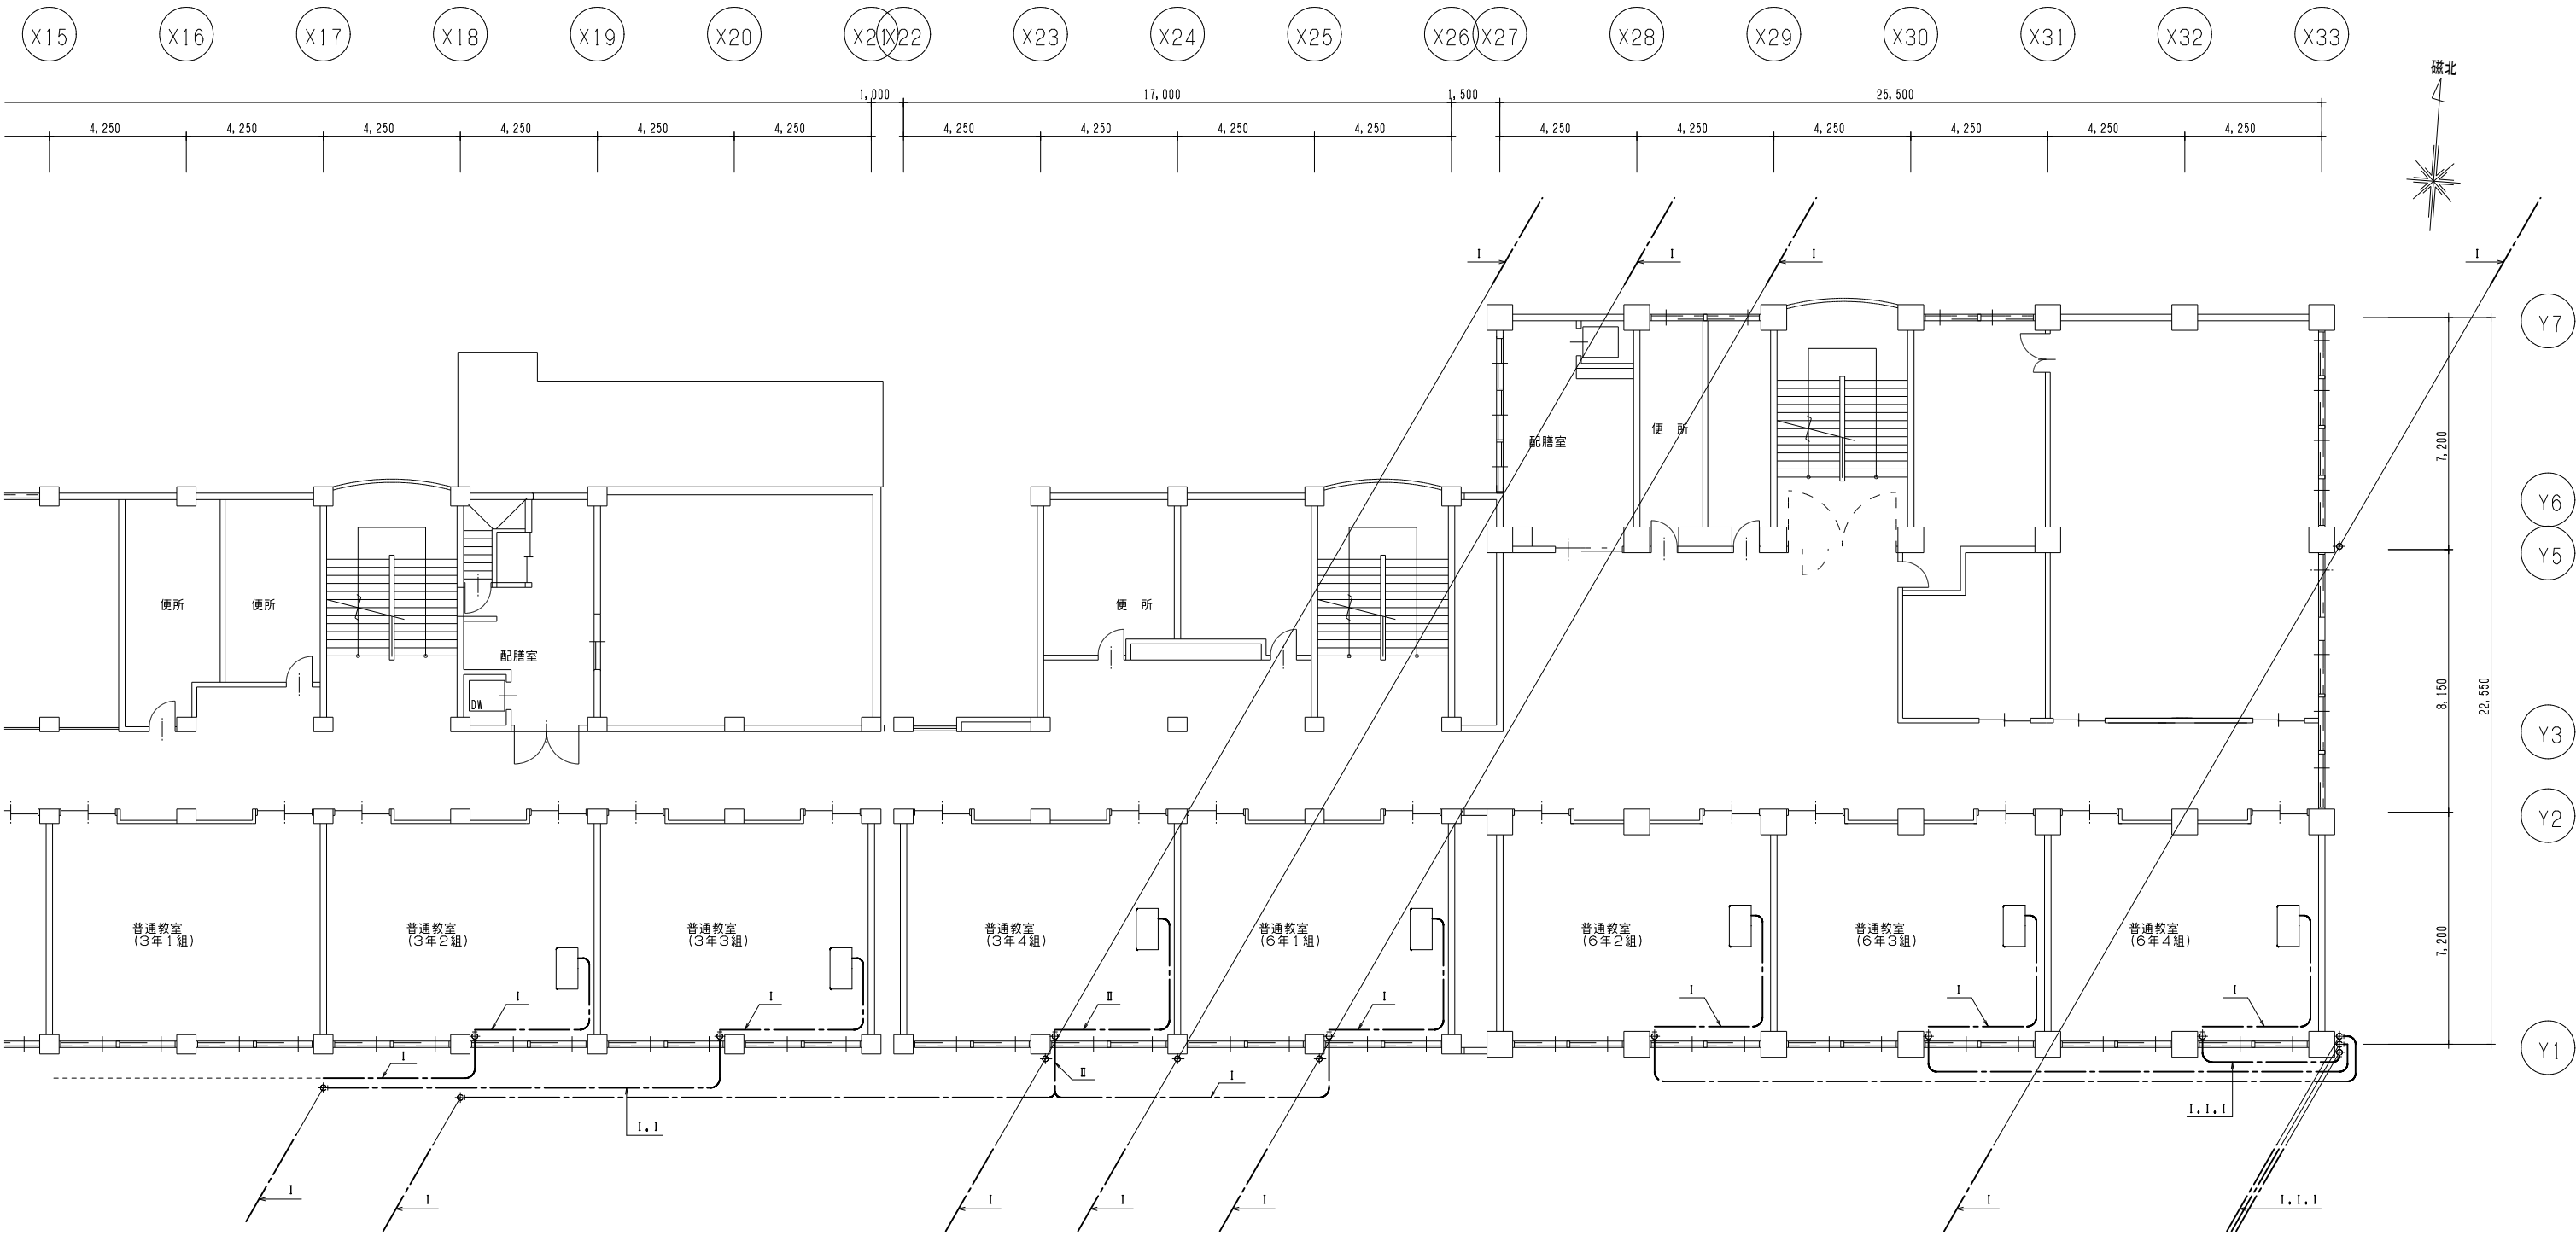 X15 X16 X17 X18 X19 X20 X21 X22 X23 X24 X25 X26 X27 X28 X29 X30 X31 X32 X33
磁北
1,000 17,000 1,500 25,500
4,250 4,250 4,250 4,250 4,250 4,250 4,250 4,250 4,250 4,250 4,250 4,250 4,250 4,250 4,250 4,250
I I I I
Y7
配膳室
便 所
7,200
Y6
Y5
便所
便所
便 所
配膳室
DW
8,150
22,550
Y3
Y2
普通教室
(3年1組)
普通教室
(3年2組)
普通教室
(3年3組)
普通教室
(3年4組)
普通教室
(6年1組)
普通教室
(6年2組)
普通教室
(6年3組)
普通教室
(6年4組)
7,200
I I II I I I I
Y1
I
II
I
I.I
I.I.I
I I I I I I I.I.I